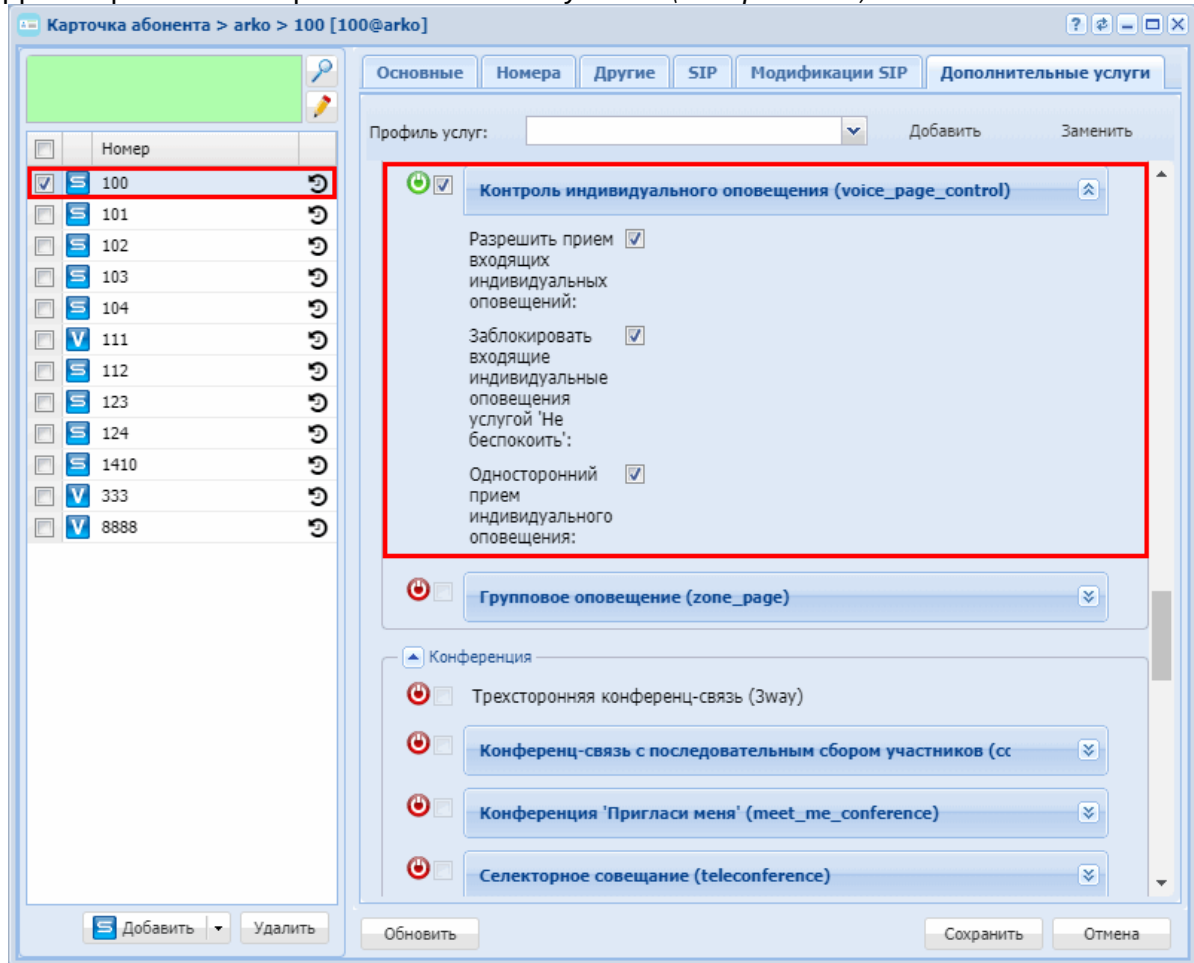 Карточка абонента > arko > 100 [100@arko]
Основные Номера Другие SIP Модификации SIP Дополнительные услуги
Профиль услуг: Добавить Заменить
Номер
100
101
102
103
104
111
112
123
124
1410
333
8888
Контроль индивидуального оповещения (voice_page_control)
Разрешить прием
входящих
индивидуальных
оповещений:
Заблокировать
входящие
индивидуальные
оповещения
услугой 'Не
беспокоить':
Односторонний
прием
индивидуального
оповещения:
Групповое оповещение (zone_page)
Конференция
Трехсторонняя конференц-связь (3way)
Конференц-связь с последовательным сбором участников (cc
Конференция 'Пригласи меня' (meet_me_conference)
Селекторное совещание (teleconference)
Добавить Удалить
Обновить Сохранить Отмена